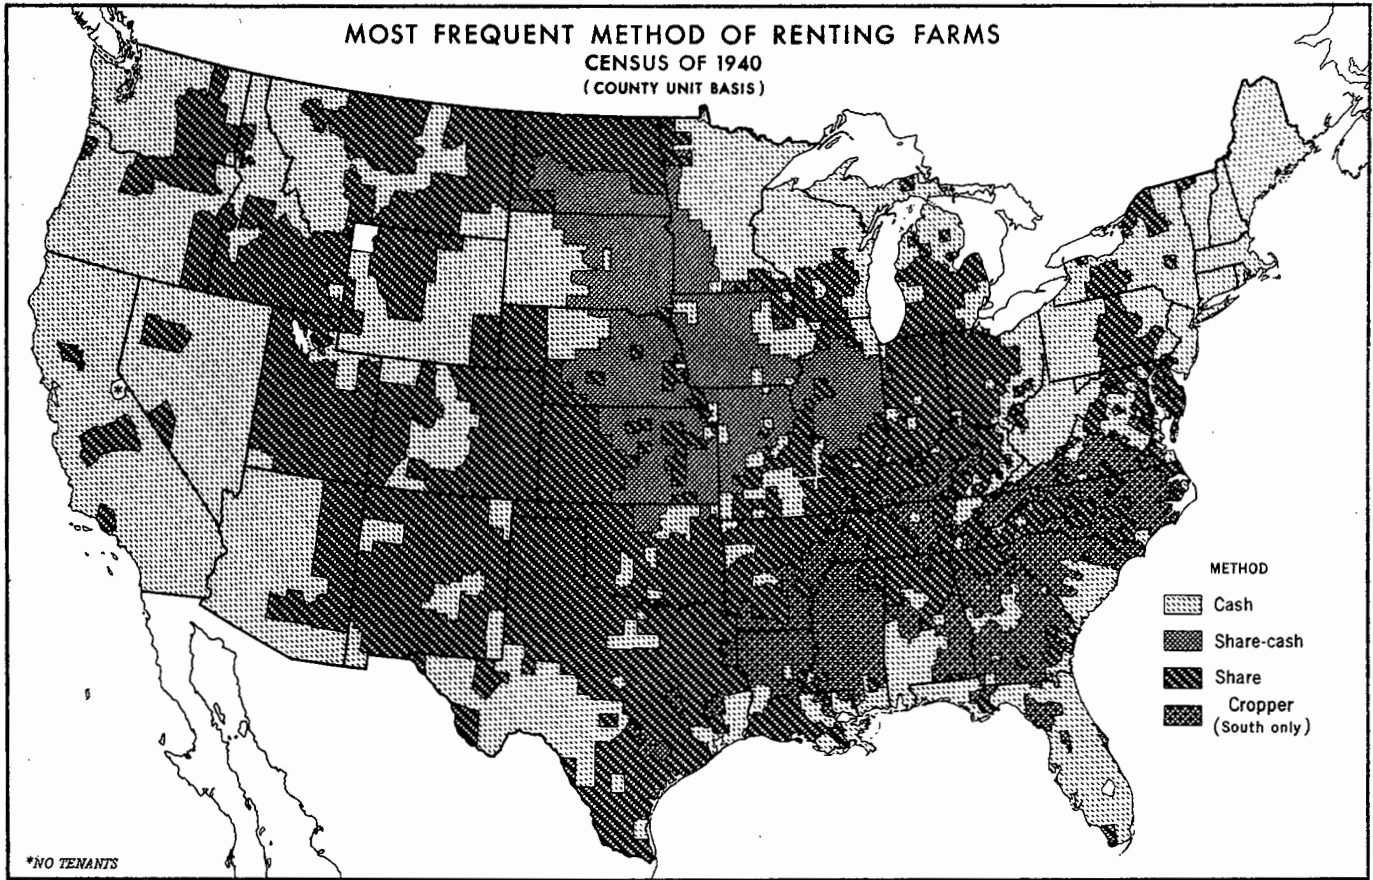 MOST FREQUENT METHOD OF RENTING FARMS
CENSUS OF 1940
(COUNTY UNIT BASIS)
*
METHOD
Cash
Share-cash
Share
Cropper
(South only)
*NO TENANTS